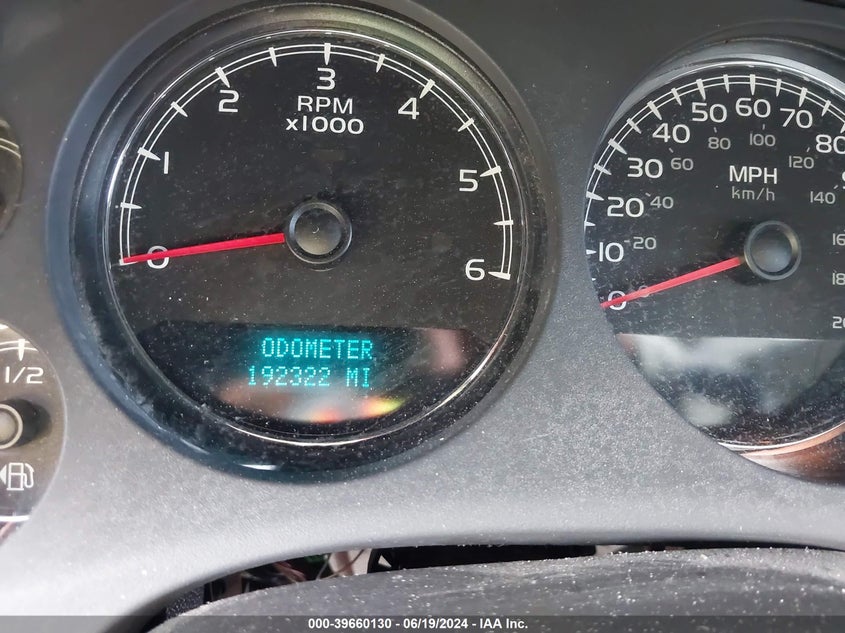 0 1 2 3 4 5 6
RPM
x1000
ODOMETER
192322 MI
0 10 20 30 40 50 60 70 80
20 40 60 80 100 120 140
MPH
km/h
1/2
000-39660130 - 06/19/2024 - IAA Inc.